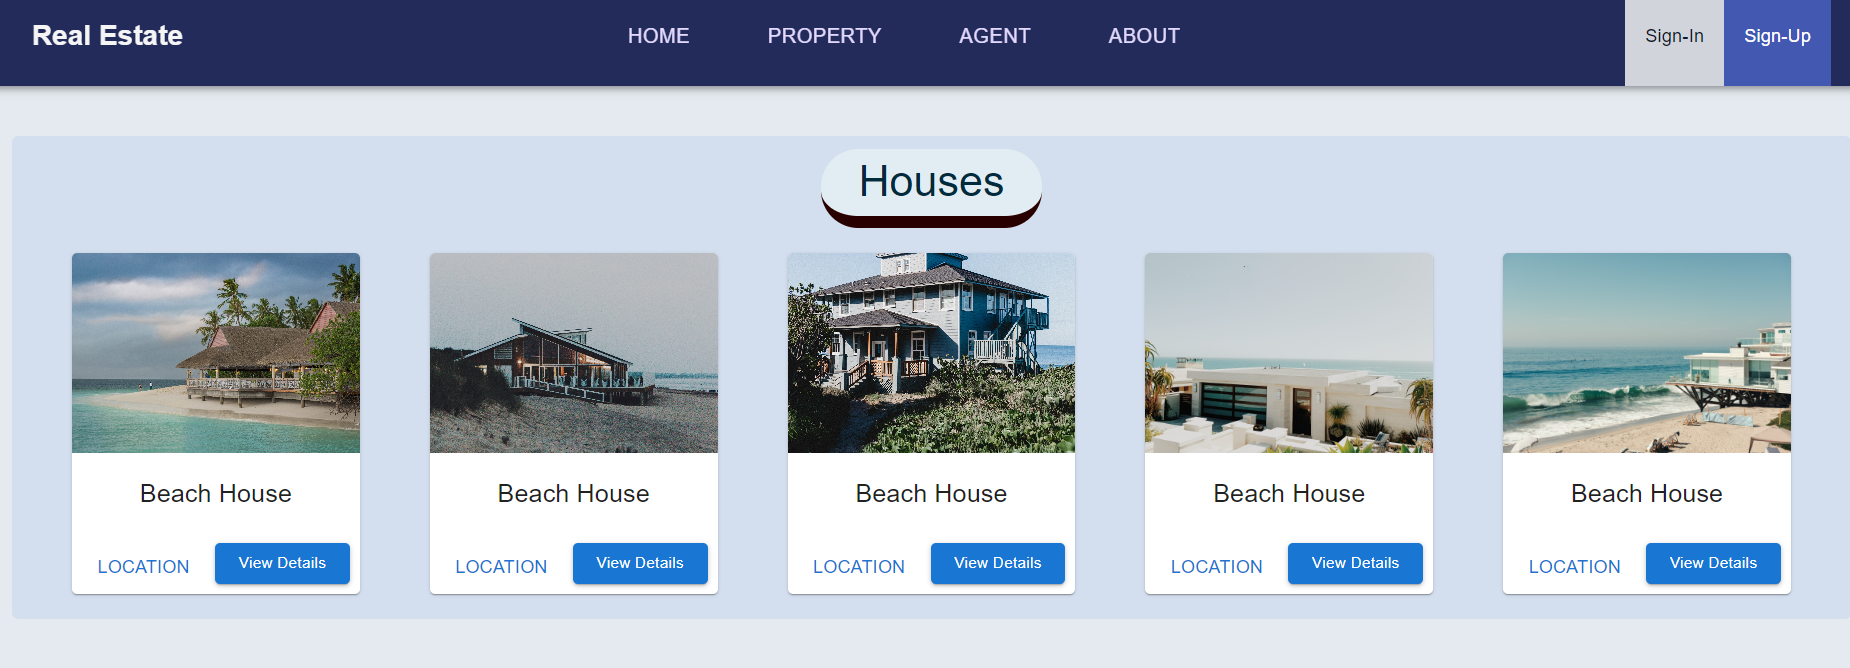 Real Estate HOME PROPERTY AGENT ABOUT Sign-In Sign-Up
Houses
Beach House Beach House Beach House Beach House Beach House
LOCATION View Details LOCATION View Details LOCATION View Details LOCATION View Details LOCATION View Details